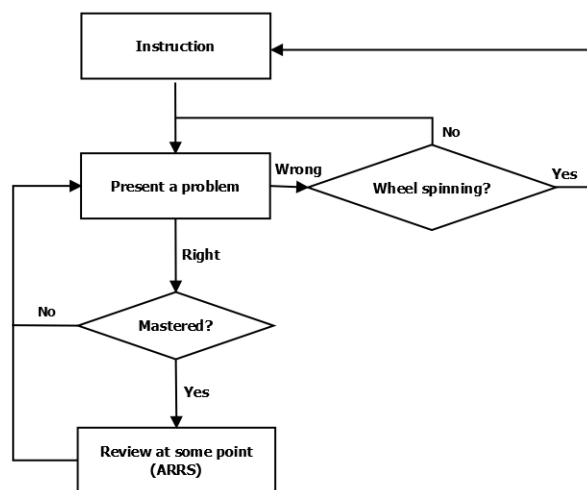 Instruction
No
Wrong
Present a problem
Wheel spinning?
Yes
Right
No
Mastered?
Yes
Review at some point
(ARRS)